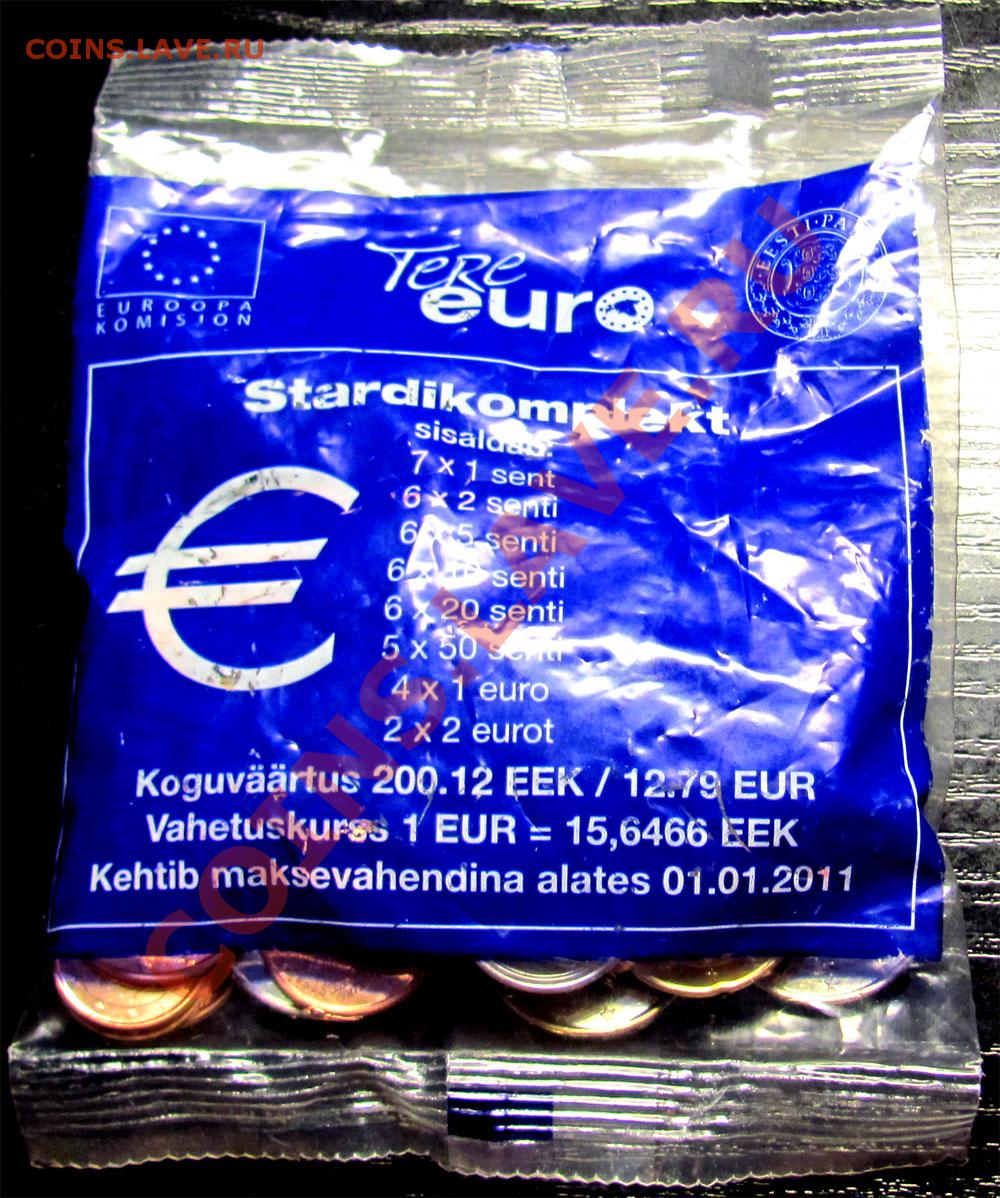 COINS.LAVE.RU
EUROOPA
KOMISJON
Tere
euro
EESTI PA
Stardikomplekt
sisaldab:
7 x 1 sent
6 x 2 senti
6 x 5 senti
6 x 10 senti
6 x 20 senti
5 x 50 senti
4 x 1 euro
2 x 2 eurot
Koguväärtus 200.12 EEK / 12.79 EUR
Vahetuskurss 1 EUR = 15,6466 EEK
Kehtib maksevahendina alates 01.01.2011
COINS.LAVE.RU